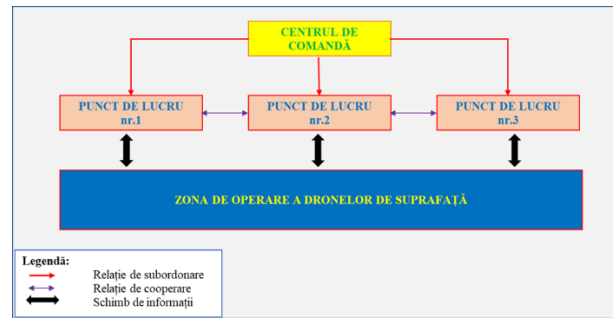 CENTRUL DE
COMANDĂ
PUNCT DE LUCRU
nr.1
PUNCT DE LUCRU
nr.2
PUNCT DE LUCRU
nr.3
ZONA DE OPERARE A DRONELOR DE SUPRAFAȚĂ
Legendă:
Relație de subordonare
Relație de cooperare
Schimb de informații